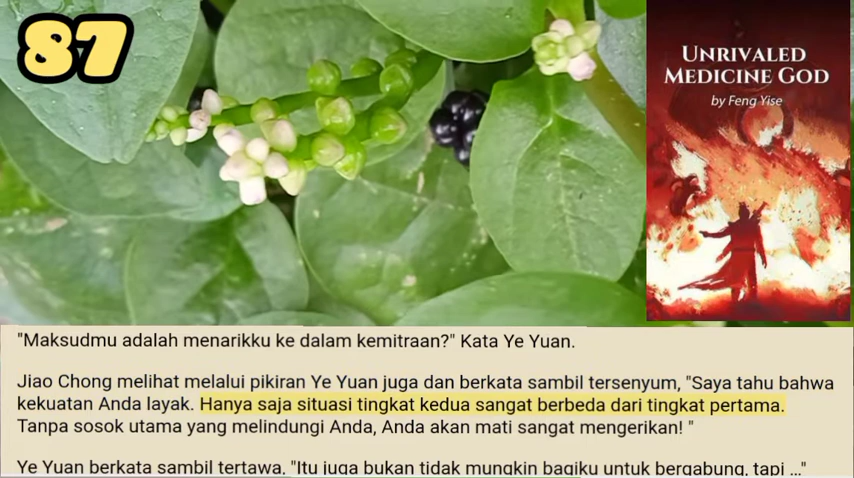 87
UNRIVALED
MEDICINE GOD
by Feng Yise
"Maksudmu adalah menarikku ke dalam kemitraan?" Kata Ye Yuan.
Jiao Chong melihat melalui pikiran Ye Yuan juga dan berkata sambil tersenyum, "Saya tahu bahwa
kekuatan Anda layak. Hanya saja situasi tingkat kedua sangat berbeda dari tingkat pertama.
Tanpa sosok utama yang melindungi Anda, Anda akan mati sangat mengerikan! "
Ye Yuan berkata sambil tertawa, "Itu juga bukan tidak mungkin bagiku untuk bergabung, tapi ..."